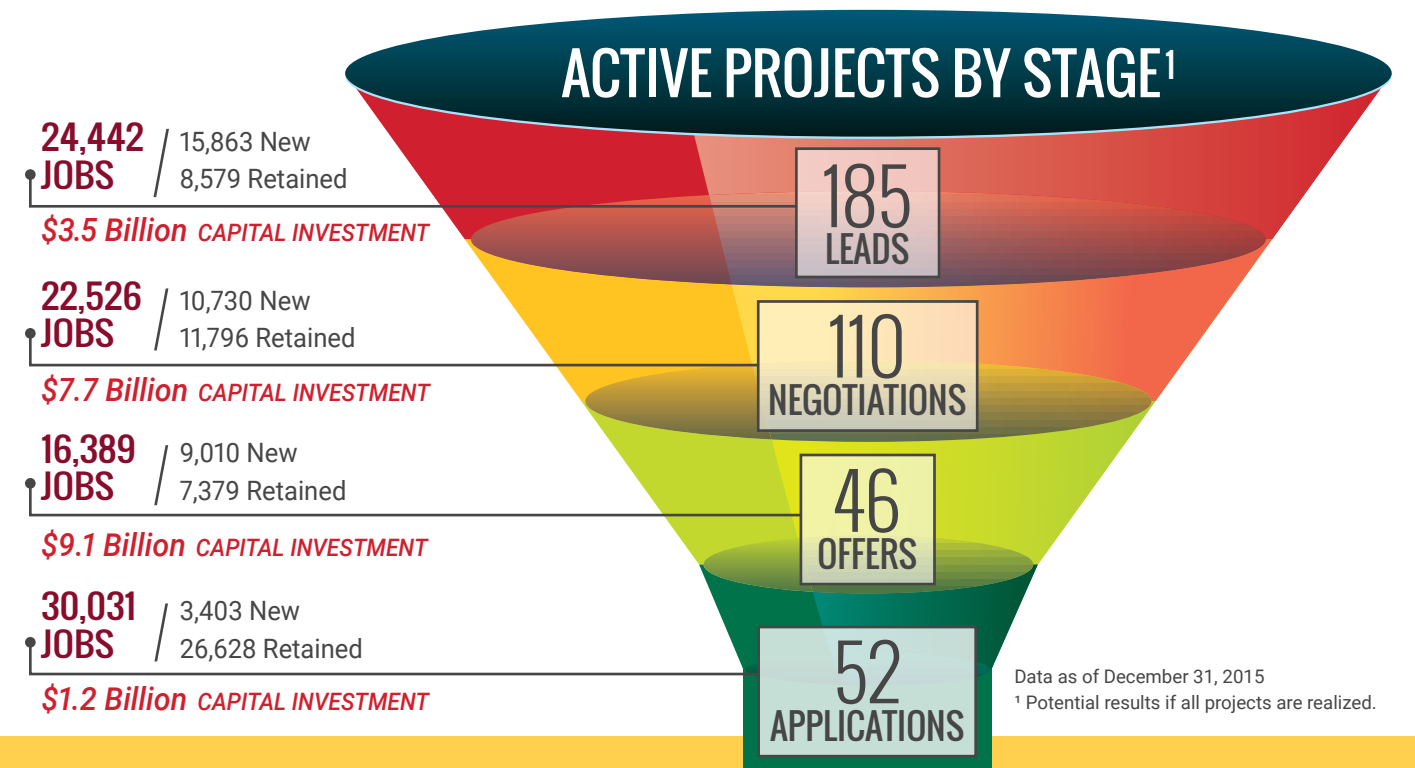 ACTIVE PROJECTS BY STAGE¹
24,442
JOBS
15,863 New
8,579 Retained
$3.5 Billion CAPITAL INVESTMENT
185
LEADS
22,526
JOBS
10,730 New
11,796 Retained
$7.7 Billion CAPITAL INVESTMENT
110
NEGOTIATIONS
16,389
JOBS
9,010 New
7,379 Retained
$9.1 Billion CAPITAL INVESTMENT
46
OFFERS
30,031
JOBS
3,403 New
26,628 Retained
$1.2 Billion CAPITAL INVESTMENT
52
APPLICATIONS
Data as of December 31, 2015
¹ Potential results if all projects are realized.